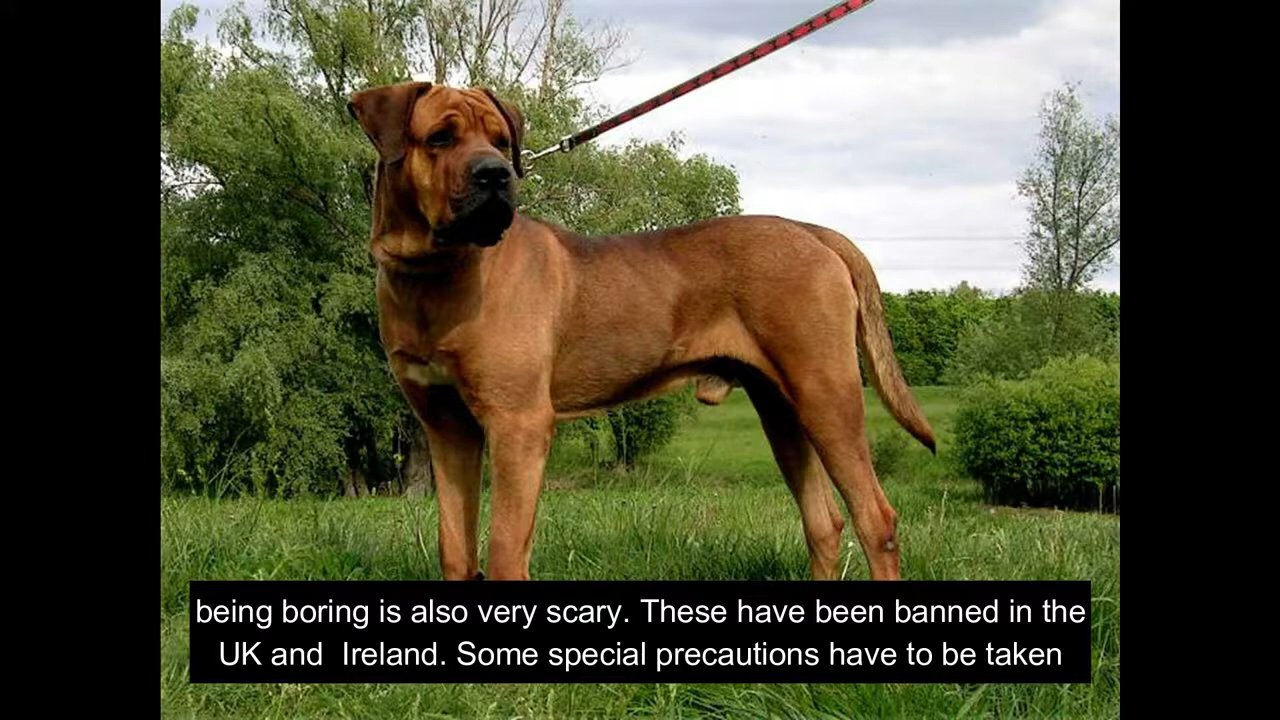 being boring is also very scary. These have been banned in the
UK and  Ireland. Some special precautions have to be taken